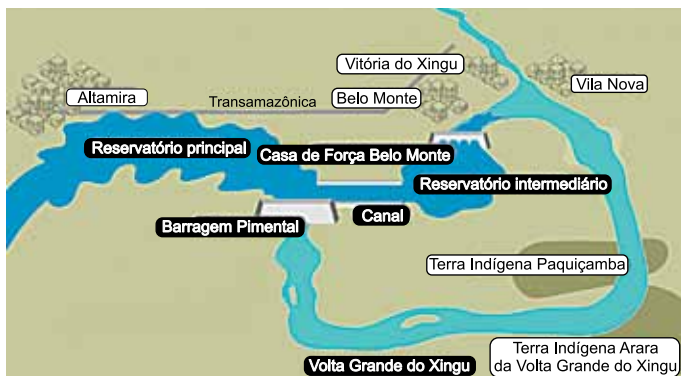 Vitória do Xingu
Vila Nova
Altamira
Transamazônica
Belo Monte
Reservatório principal
Casa de Força Belo Monte
Reservatório intermediário
Canal
Barragem Pimental
Terra Indígena Paquiçamba
Terra Indígena Arara
da Volta Grande do Xingu
Volta Grande do Xingu